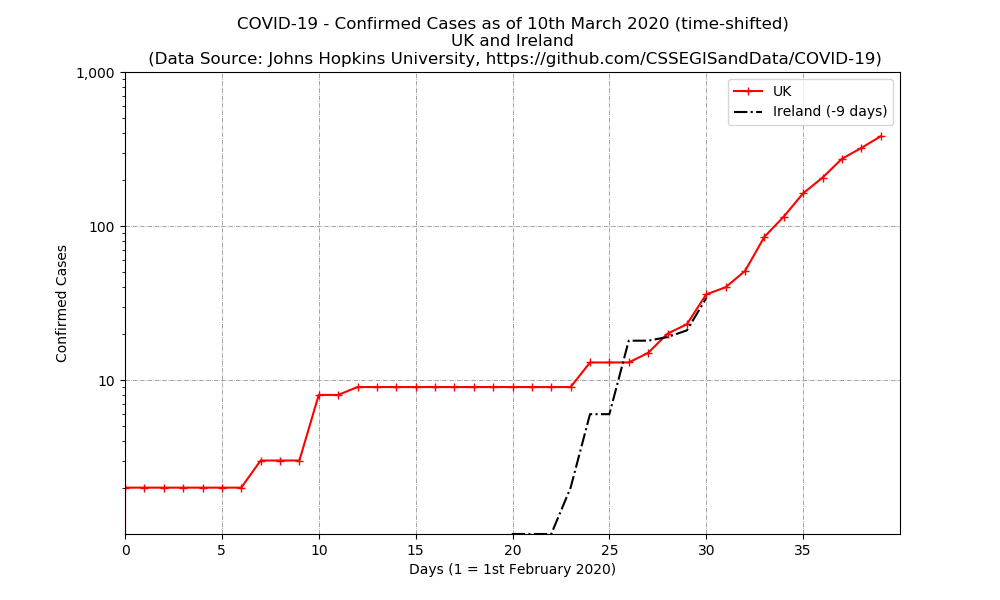 COVID-19 - Confirmed Cases as of 10th March 2020 (time-shifted)
UK and Ireland
(Data Source: Johns Hopkins University, https://github.com/CSSEGISandData/COVID-19)
1,000
100
10
Confirmed Cases
UK
Ireland (-9 days)
0 5 10 15 20 25 30 35
Days (1 = 1st February 2020)